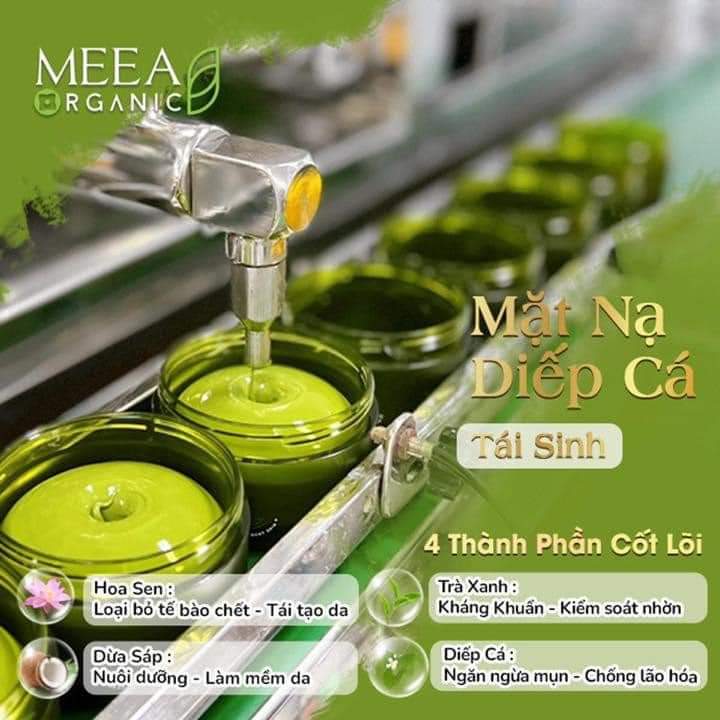 MEEA
ORGANIC
Mặt Nạ
Diếp Cá
Tái Sinh
4 Thành Phần Cốt Lõi
Hoa Sen :
Loại bỏ tế bào chết - Tái tạo da
Trà Xanh :
Kháng Khuẩn - Kiểm soát nhờn
Dừa Sáp :
Nuôi dưỡng - Làm mềm da
Diếp Cá :
Ngăn ngừa mụn - Chống lão hóa